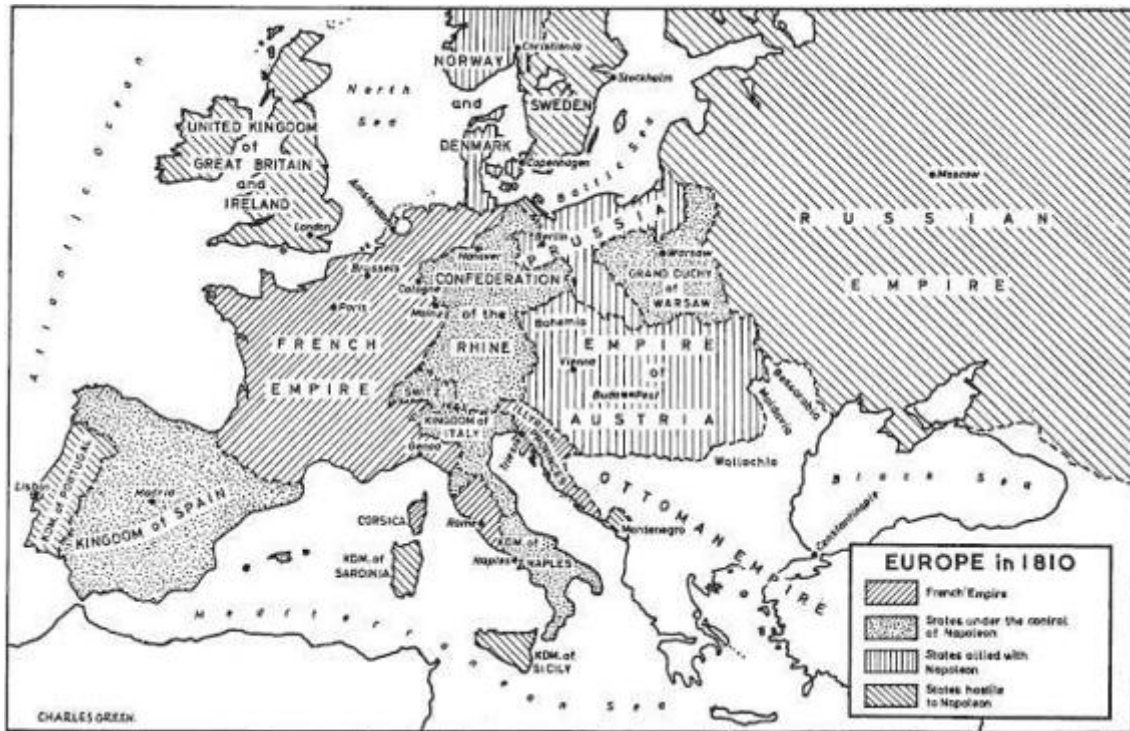 Atlantic Ocean
North
Sea
NORWAY
and
Christiania
Stockholm
SWEDEN
DENMARK
Copenhagen
Baltic Sea
UNITED KINGDOM
of
GREAT BRITAIN
and
IRELAND
London
Amsterdam
Brussels
Paris
Cologne
Mainz
Hanover
Berlin
PRUSSIA
Warsaw
GRAND DUCHY
of
WARSAW
Moscow
RUSSIAN
EMPIRE
FRENCH
EMPIRE
CONFEDERATION
of the
RHINE
Bohemia
EMPIRE
of
AUSTRIA
Vienna
Buda Pest
KINGDOM of
ITALY
ILLYRIAN
PROVINCES
Trieste
Genoa
Bessarabia
Moldavia
Wallachia
Black Sea
Constantinople
OTTOMAN EMPIRE
Montenegro
KDM. of PORTUGAL
Madrid
KINGDOM of SPAIN
CORSICA
KDM. of
SARDINIA
Rome
Naples
KDM. of
NAPLES
KDM. of
SICILY
Mediterranean Sea
CHARLES GREEN.
EUROPE in 1810
French Empire
States under the control
of Napoleon
States allied with
Napoleon
States hostile
to Napoleon